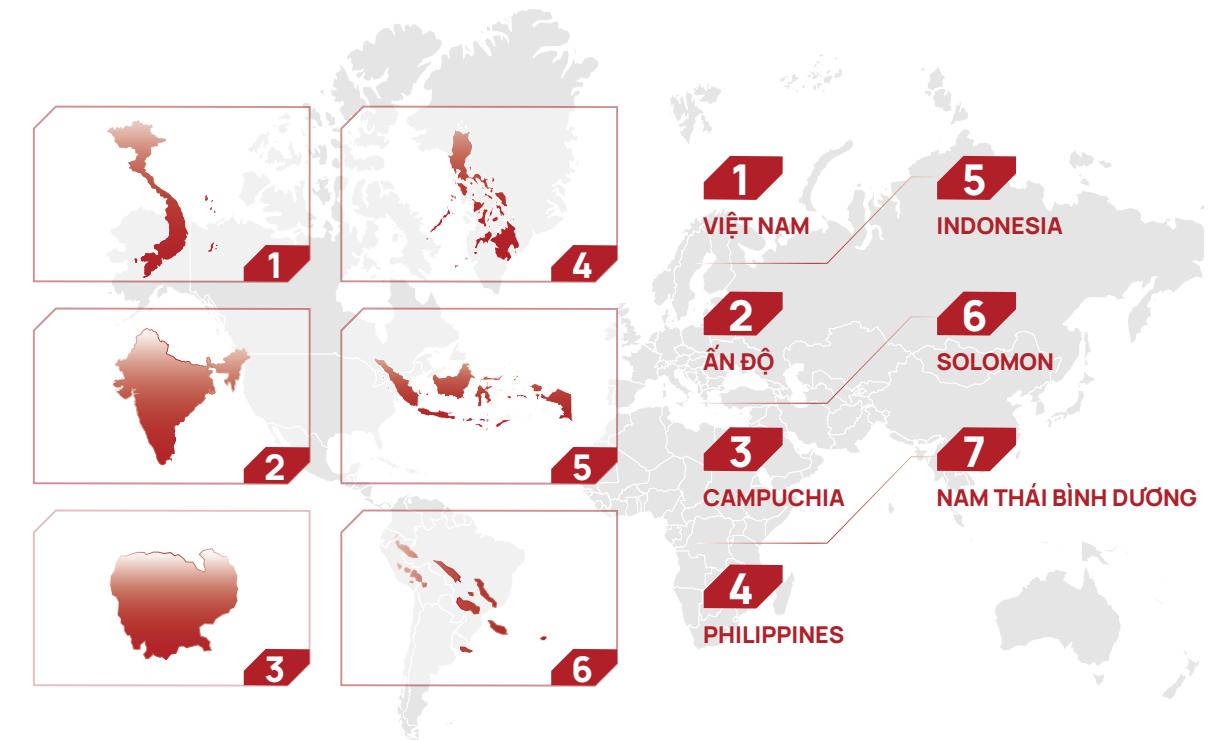 1
4
2
5
3
6
1
VIỆT NAM
2
ẤN ĐỘ
3
CAMPUCHIA
4
PHILIPPINES
5
INDONESIA
6
SOLOMON
7
NAM THÁI BÌNH DƯƠNG